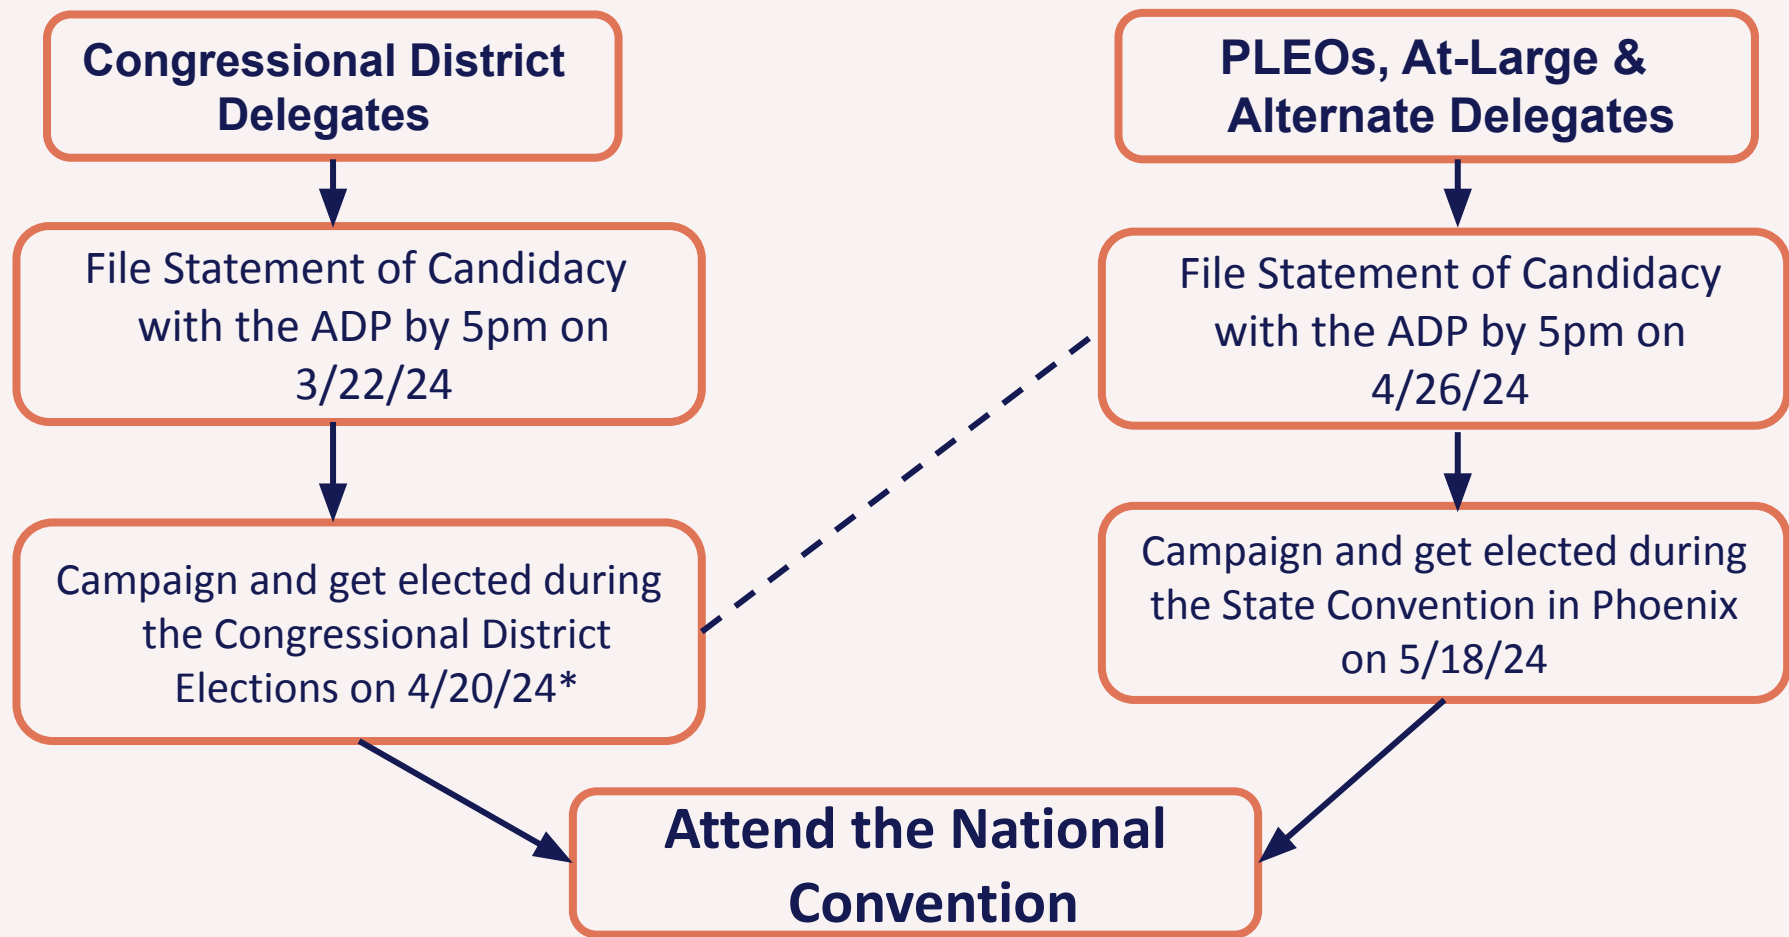 Congressional District
Delegates
File Statement of Candidacy
with the ADP by 5pm on
3/22/24
Campaign and get elected during
the Congressional District
Elections on 4/20/24*
PLEOs, At-Large &
Alternate Delegates
File Statement of Candidacy
with the ADP by 5pm on
4/26/24
Campaign and get elected during
the State Convention in Phoenix
on 5/18/24
Attend the National
Convention